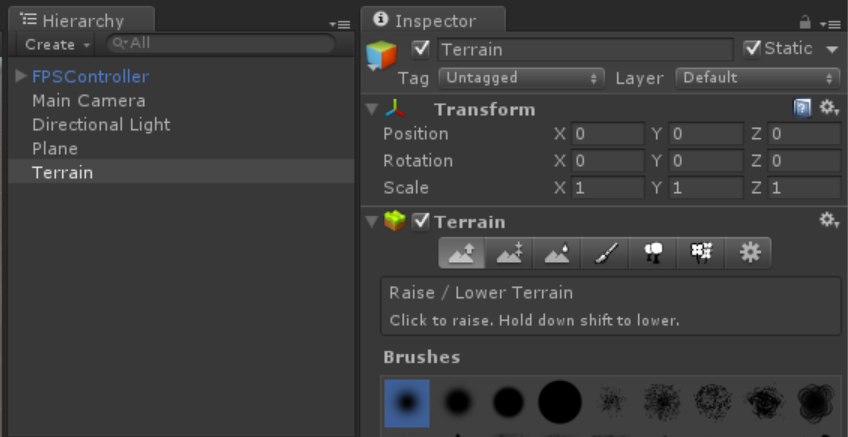 Hierarchy
Create
All
FPSController
Main Camera
Directional Light
Plane
Terrain
Inspector
Terrain
Static
Tag Untagged Layer Default
Transform
Position X 0 Y 0 Z 0
Rotation X 0 Y 0 Z 0
Scale X 1 Y 1 Z 1
Terrain
Raise / Lower Terrain
Click to raise. Hold down shift to lower.
Brushes